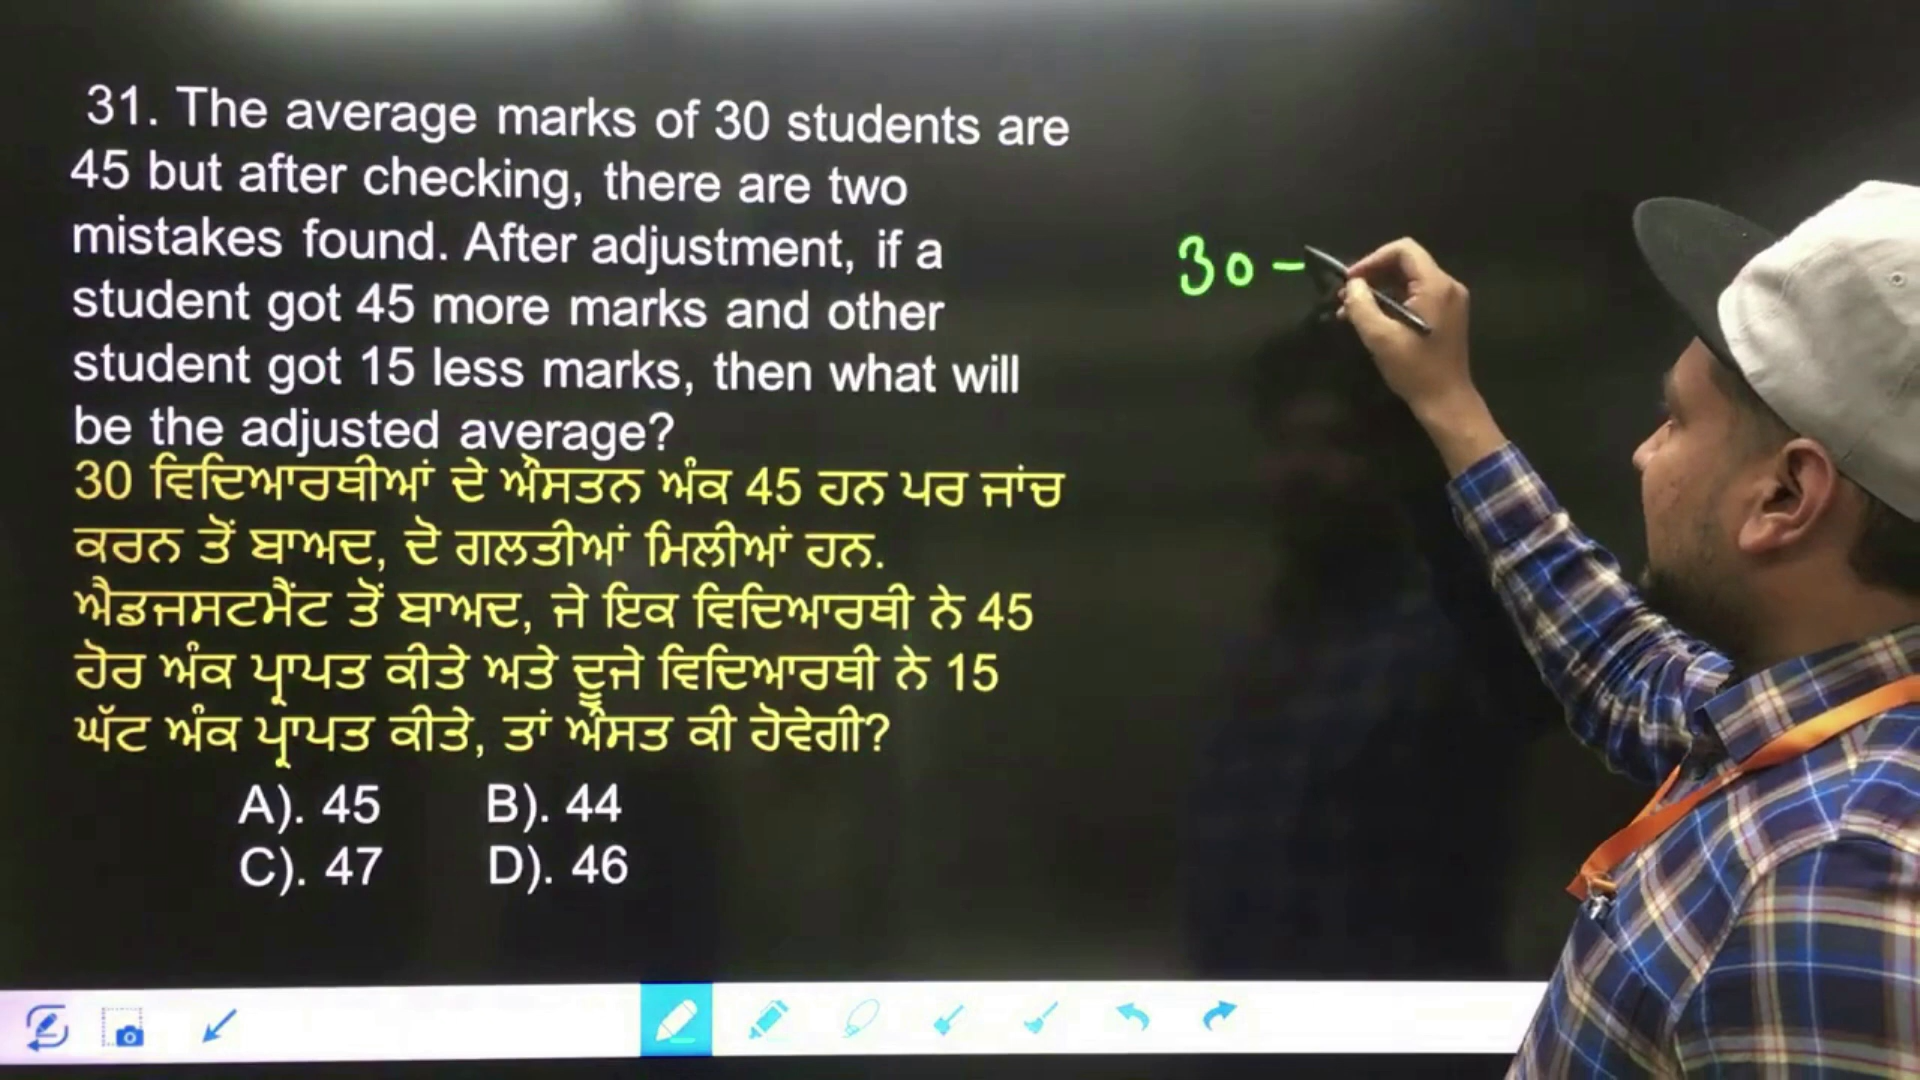 31. The average marks of 30 students are
45 but after checking, there are two
mistakes found. After adjustment, if a
student got 45 more marks and other
student got 15 less marks, then what will
be the adjusted average?
30 ਵਿਦਿਆਰਥੀਆਂ ਦੇ ਔਸਤਨ ਅੰਕ 45 ਹਨ ਪਰ ਜਾਂਚ
ਕਰਨ ਤੋਂ ਬਾਅਦ, ਦੋ ਗਲਤੀਆਂ ਮਿਲੀਆਂ ਹਨ.
ਐਡਜਸਟਮੈਂਟ ਤੋਂ ਬਾਅਦ, ਜੇ ਇਕ ਵਿਦਿਆਰਥੀ ਨੇ 45
ਹੋਰ ਅੰਕ ਪ੍ਰਾਪਤ ਕੀਤੇ ਅਤੇ ਦੂਜੇ ਵਿਦਿਆਰਥੀ ਨੇ 15
ਘੱਟ ਅੰਕ ਪ੍ਰਾਪਤ ਕੀਤੇ, ਤਾਂ ਔਸਤ ਕੀ ਹੋਵੇਗੀ?
A). 45 B). 44
C). 47 D). 46
30 –